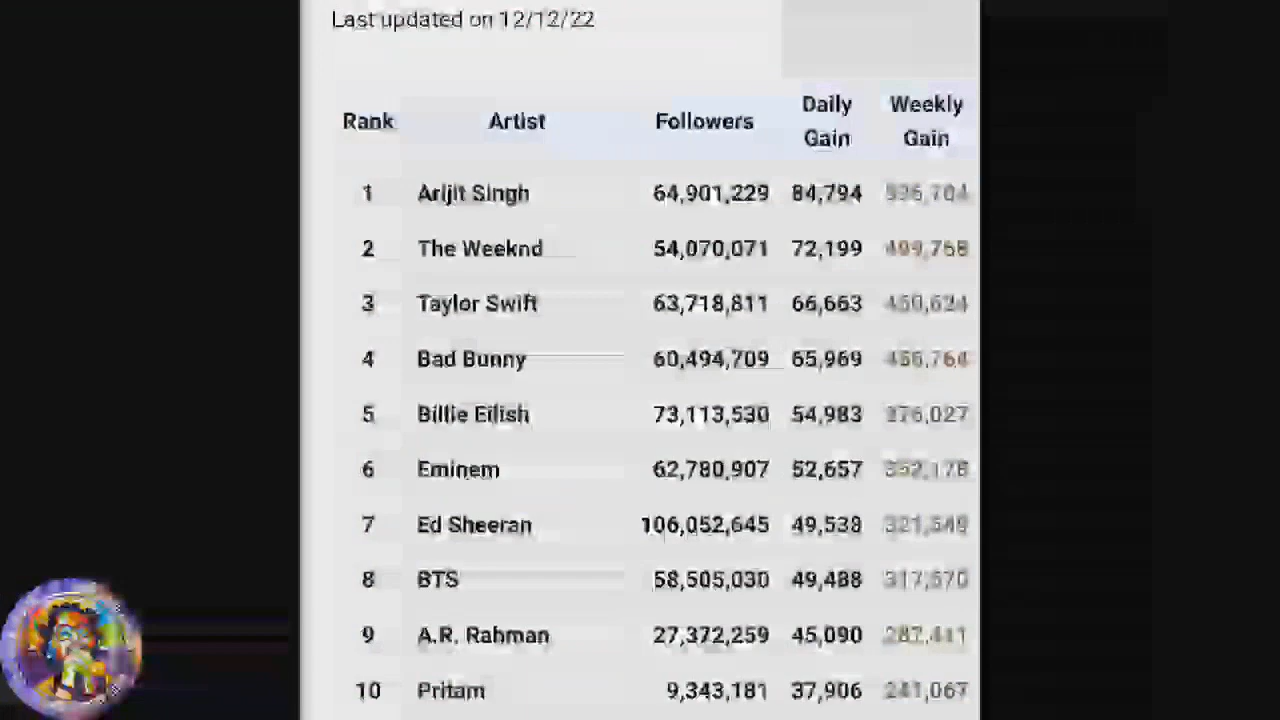 Last updated on 12/12/22
Rank Artist Followers Daily Gain Weekly Gain
1 Arijit Singh 64,901,229 84,794
2 The Weeknd 54,070,071 72,199
3 Taylor Swift 63,718,811 66,663
4 Bad Bunny 60,494,709 65,969
5 Billie Eilish 73,113,530 54,983 376,027
6 Eminem 62,780,907 52,657
7 Ed Sheeran 106,052,645 49,538
8 BTS 58,505,030 49,488 317,570
9 A.R. Rahman 27,372,259 45,090
10 Pritam 9,343,181 37,906 241,067